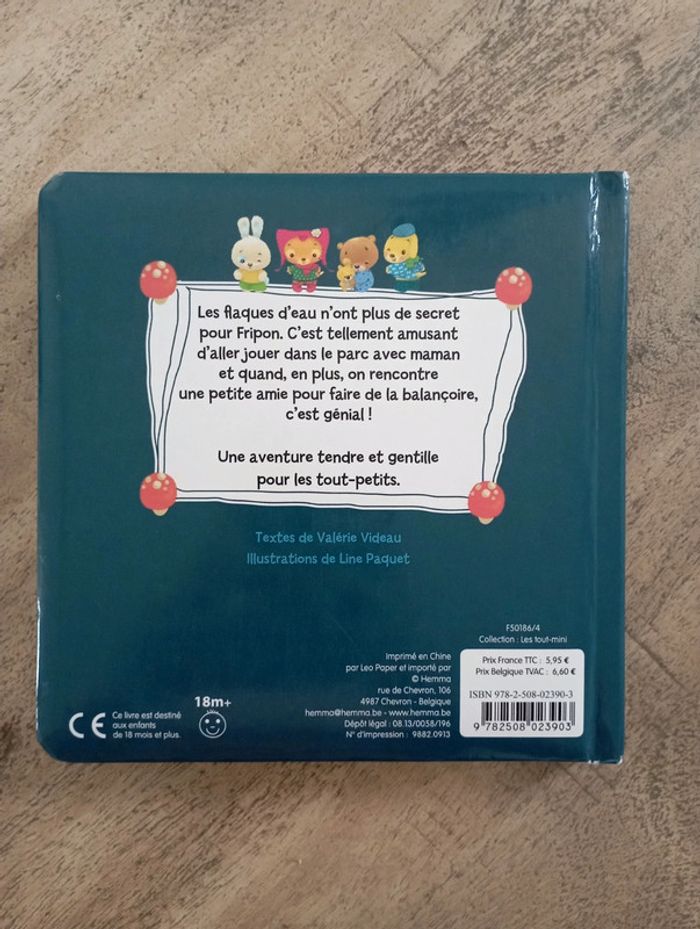 Les flaques d'eau n'ont plus de secret
pour Fripon. C'est tellement amusant
d'aller jouer dans le parc avec maman
et quand, en plus, on rencontre
une petite amie pour faire de la balançoire,
c'est génial !
Une aventure tendre et gentille
pour les tout-petits.
Textes de Valérie Videau
Illustrations de Line Paquet
F50186/4
Collection : Les tout-mini
Prix France TTC : 5,95 €
Prix Belgique TVAC : 6,60 €
ISBN 978-2-508-02390-3
9 782508 023903
Imprimé en Chine
par Leo Paper et importé par
© Hemma
rue de Chevron, 106
4987 Chevron - Belgique
hemma@hemma.be - www.hemma.be
Dépôt légal : 08.13/0058/196
N° d'impression : 9882.0913
18m+
CE
Ce livre est destiné
aux enfants
de 18 mois et plus.